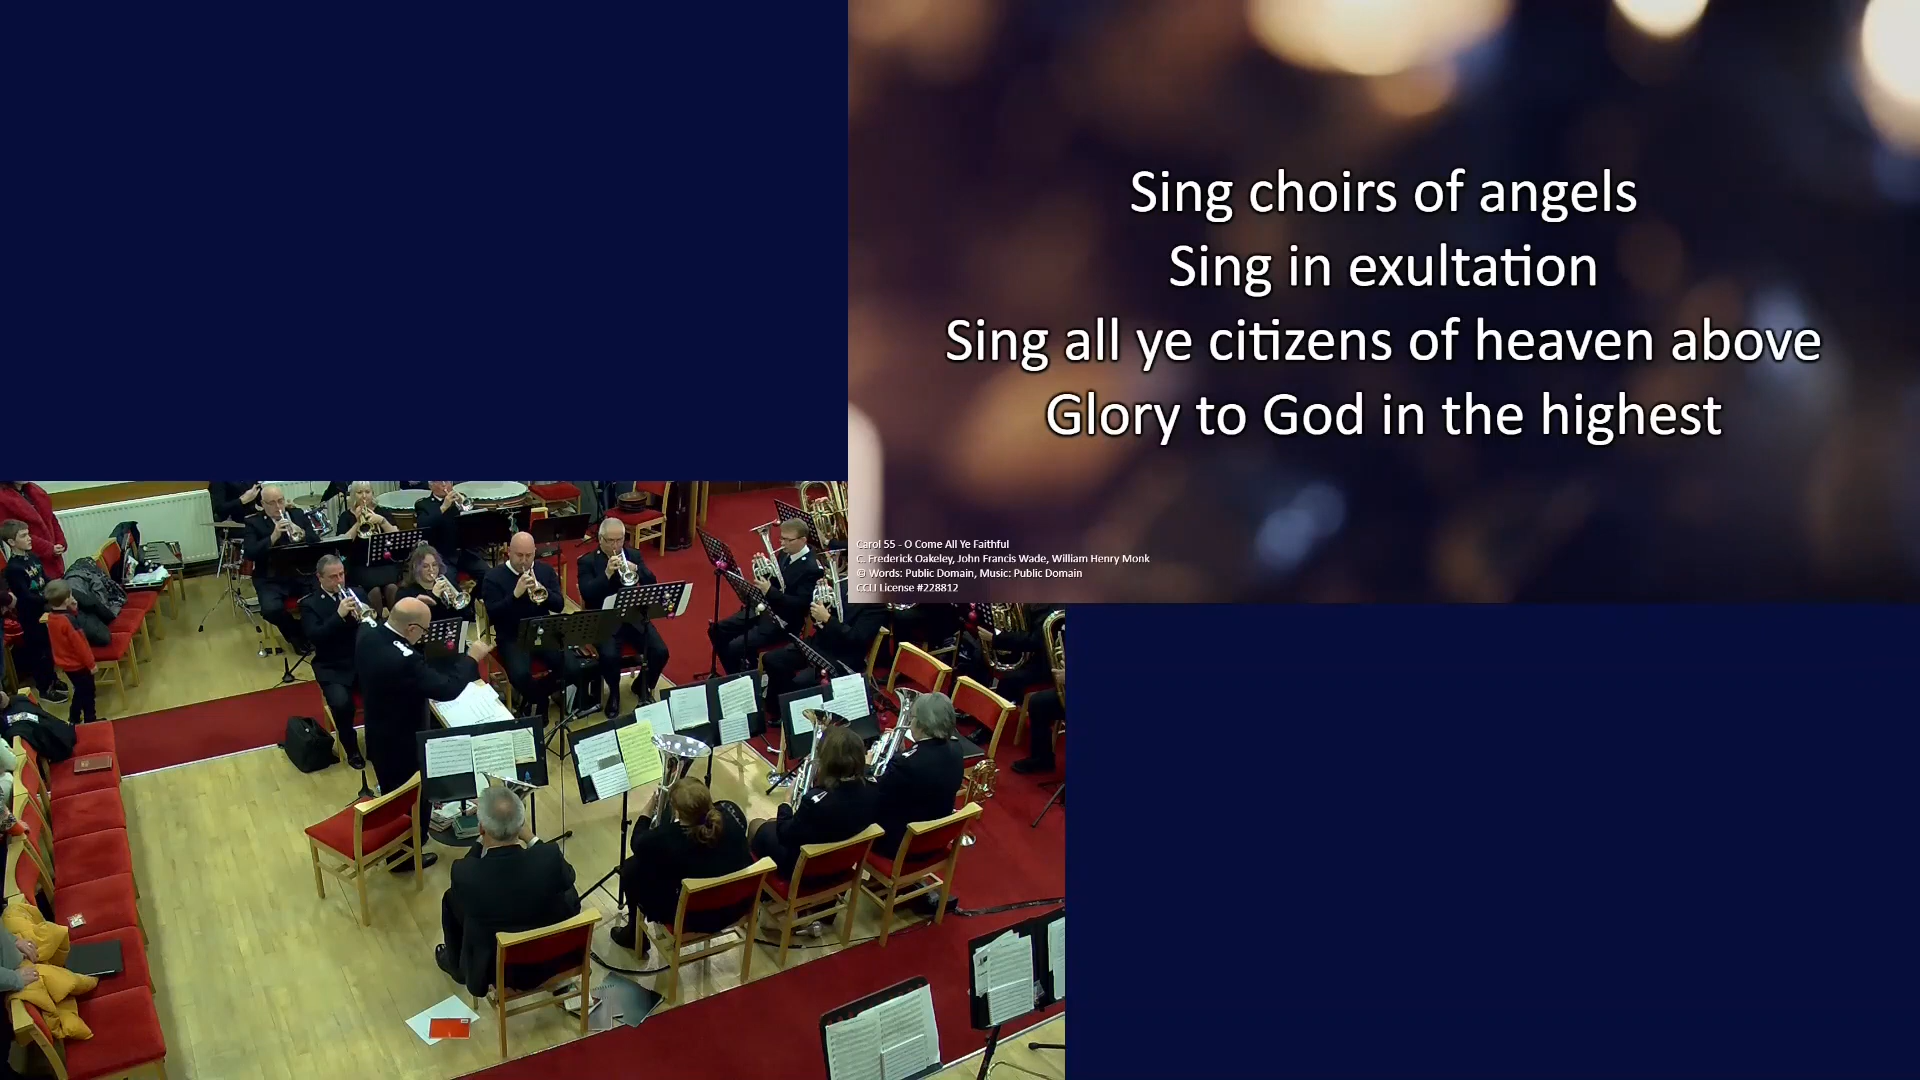 Sing choirs of angels
Sing in exultation
Sing all ye citizens of heaven above
Glory to God in the highest
Carol 55 - O Come All Ye Faithful
C. Frederick Oakeley, John Francis Wade, William Henry Monk
© Words: Public Domain, Music: Public Domain
CCLI License #228812